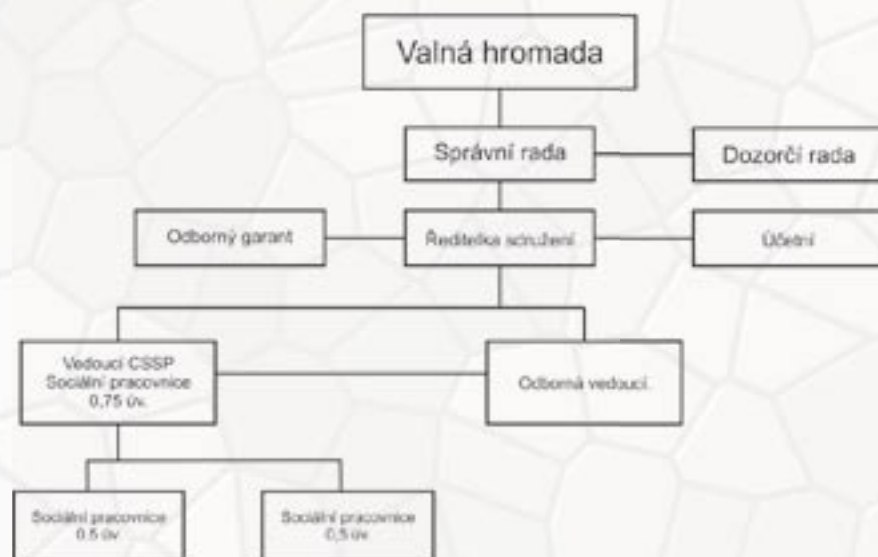 Valná hromada
Správní rada
Dozorčí rada
Odborný garant
Ředitelka sdružení
Účetní
Vedoucí CSSP
Sociální pracovnice
0,75 úv.
Odborná vedoucí.
Sociální pracovnice
0,5 úv
Sociální pracovnice
0,5 úv